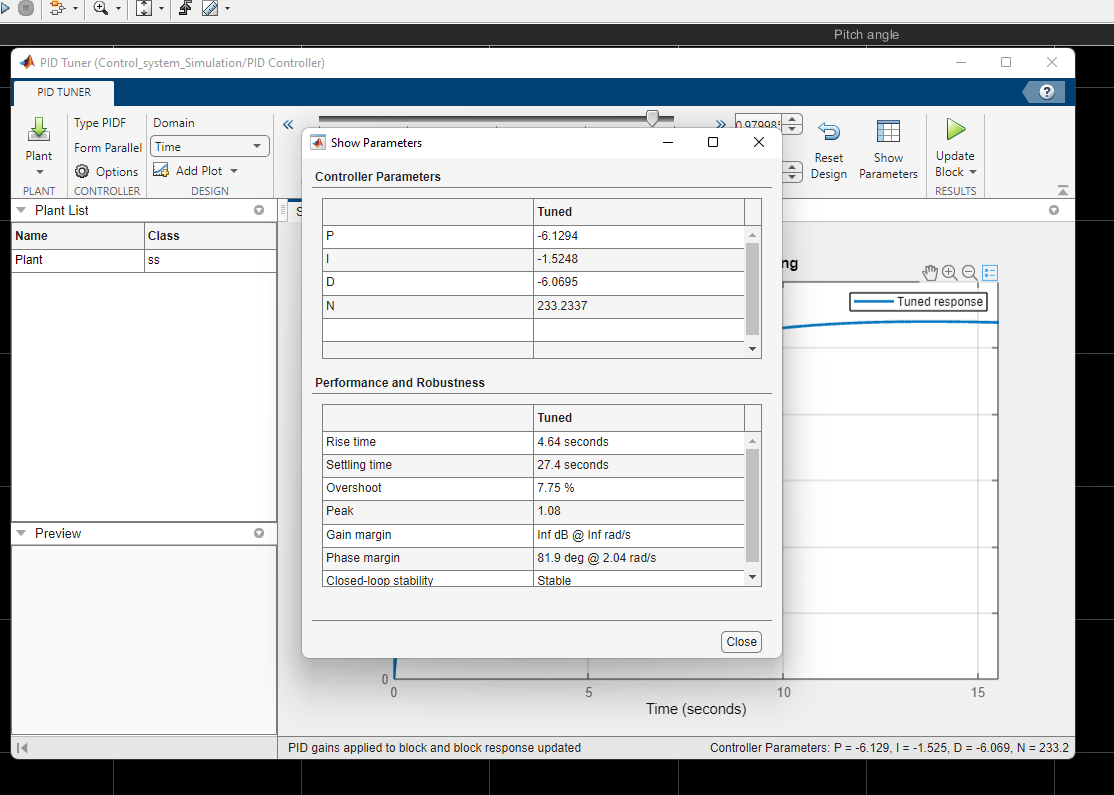 Pitch angle
PID Tuner (Control_system_Simulation/PID Controller)
PID TUNER
Plant
PLANT
Type PIDF
Form Parallel
Options
CONTROLLER
Domain
Time
Add Plot
DESIGN
Reset
Design
Show
Parameters
Update
Block
RESULTS
Plant List
Name Class
Plant ss
Preview
Show Parameters
Controller Parameters
Tuned
P -6.1294
I -1.5248
D -6.0695
N 233.2337
Performance and Robustness
Tuned
Rise time 4.64 seconds
Settling time 27.4 seconds
Overshoot 7.75 %
Peak 1.08
Gain margin Inf dB @ Inf rad/s
Phase margin 81.9 deg @ 2.04 rad/s
Closed-loop stability Stable
Close
Tuned response
0
0 5 10 15
Time (seconds)
PID gains applied to block and block response updated
Controller Parameters: P = -6.129, I = -1.525, D = -6.069, N = 233.2